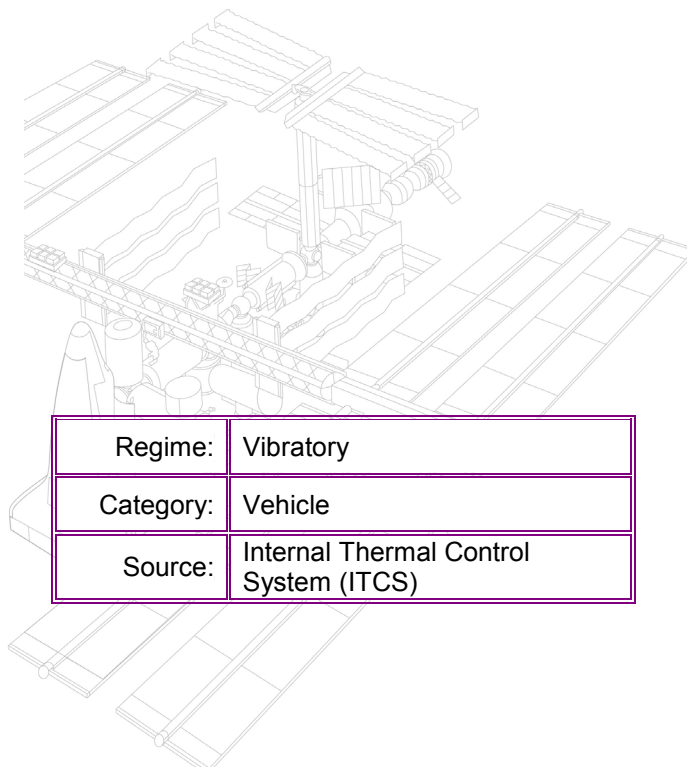 Regime: Vibratory
Category: Vehicle
Source: Internal Thermal Control
System (ITCS)